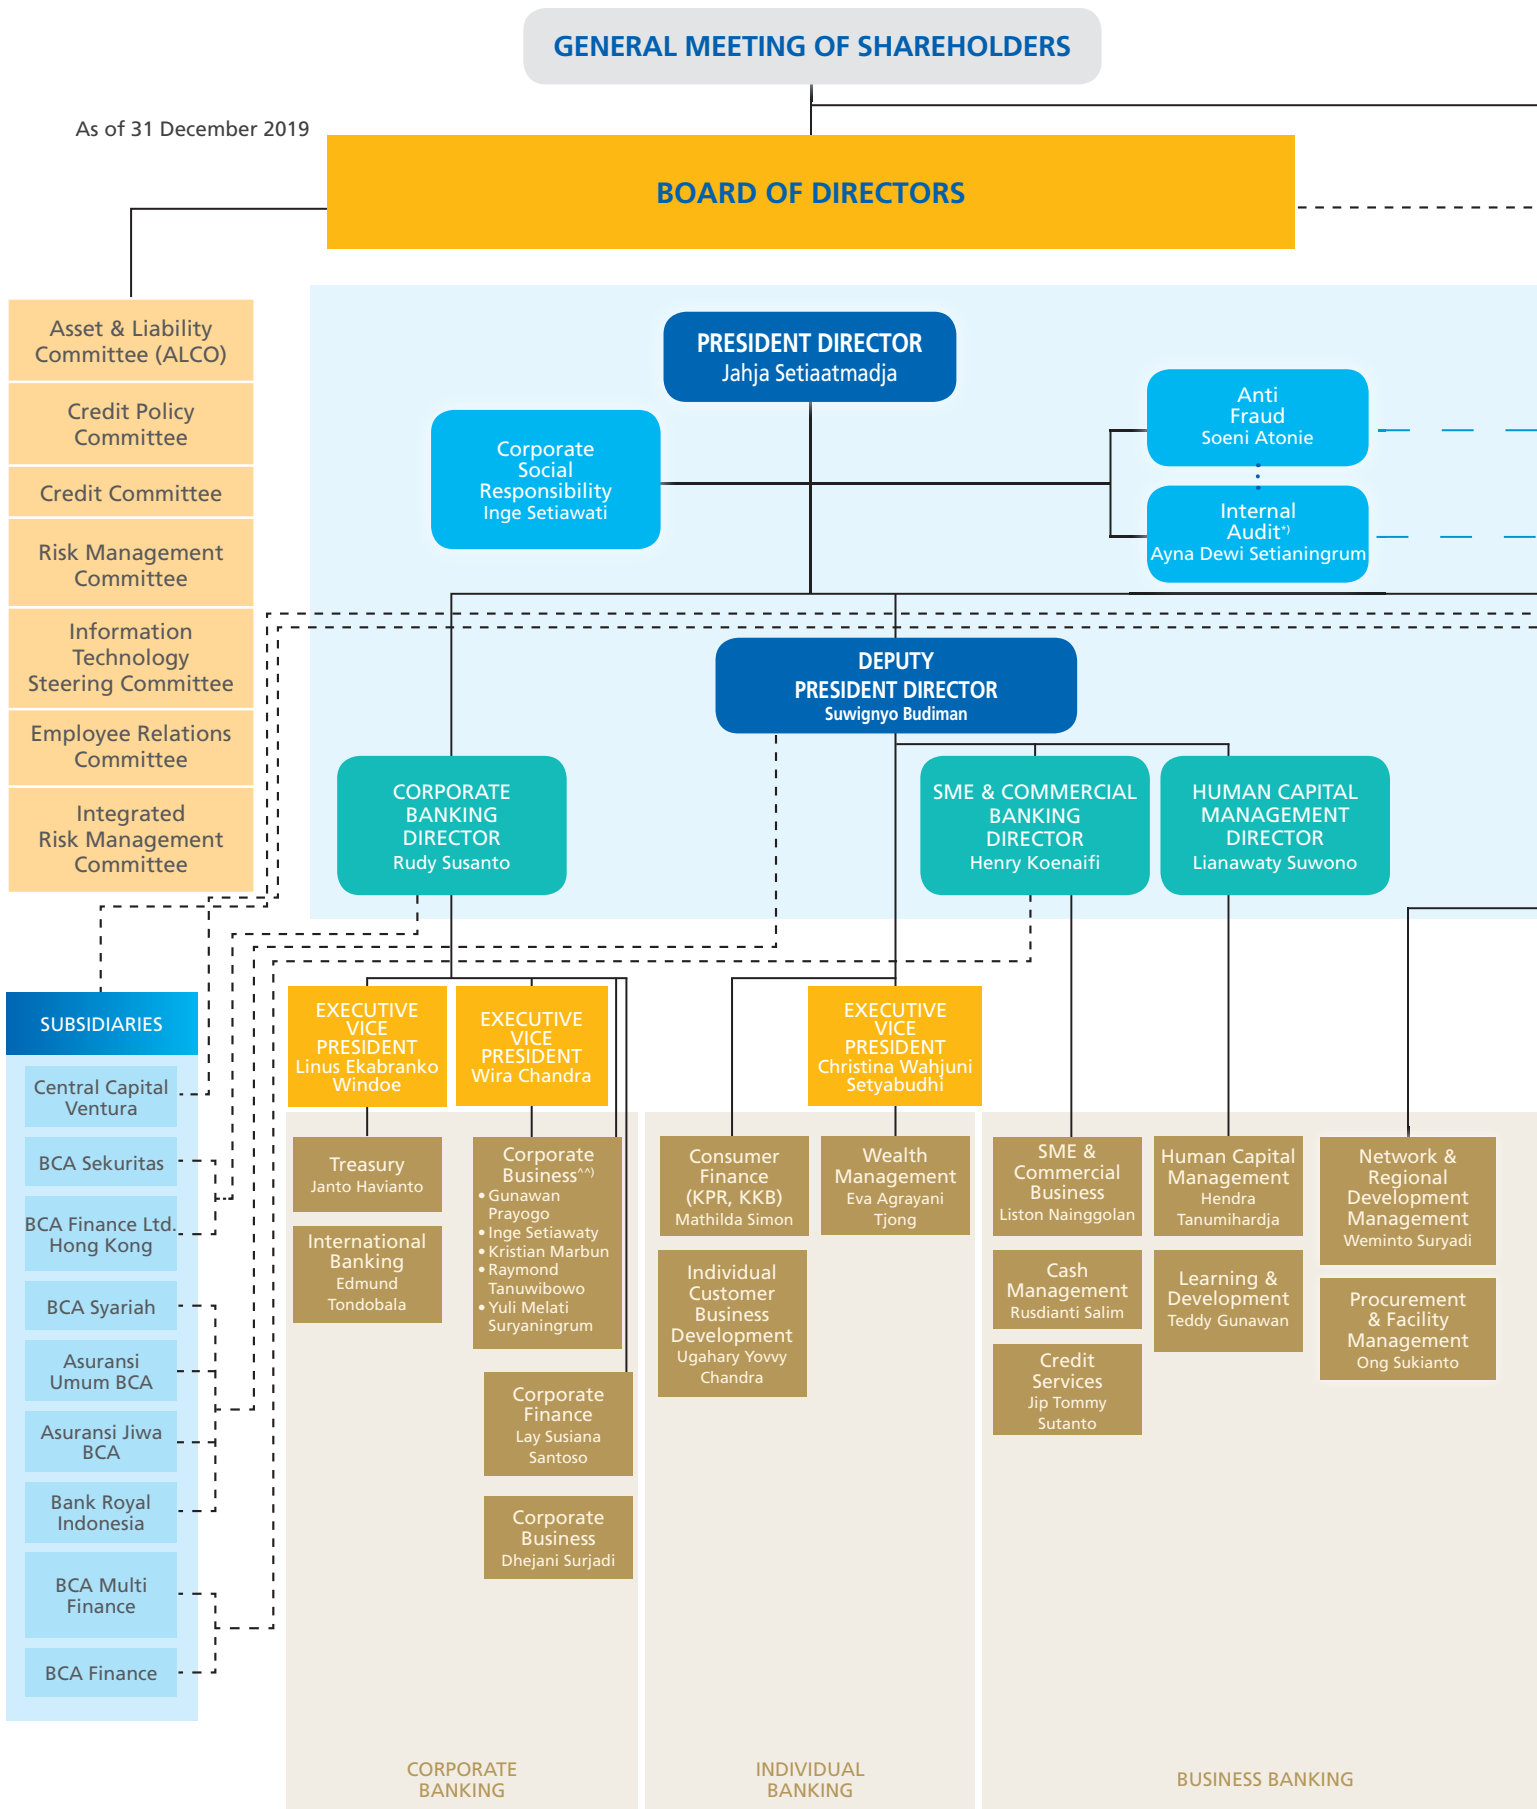 GENERAL MEETING OF SHAREHOLDERS
As of 31 December 2019
BOARD OF DIRECTORS
Asset & Liability
Committee (ALCO)
Credit Policy
Committee
Credit Committee
Risk Management
Committee
Information
Technology
Steering Committee
Employee Relations
Committee
Integrated
Risk Management
Committee
PRESIDENT DIRECTOR
Jahja Setiaatmadja
Corporate
Social
Responsibility
Inge Setiawati
Anti
Fraud
Soeni Atonie
Internal
Audit*)
Ayna Dewi Setianingrum
DEPUTY
PRESIDENT DIRECTOR
Suwignyo Budiman
CORPORATE
BANKING
DIRECTOR
Rudy Susanto
SME & COMMERCIAL
BANKING
DIRECTOR
Henry Koenaifi
HUMAN CAPITAL
MANAGEMENT
DIRECTOR
Lianawaty Suwono
SUBSIDIARIES
Central Capital
Ventura
BCA Sekuritas
BCA Finance Ltd.
Hong Kong
BCA Syariah
Asuransi
Umum BCA
Asuransi Jiwa
BCA
Bank Royal
Indonesia
BCA Multi
Finance
BCA Finance
EXECUTIVE
VICE
PRESIDENT
Linus Ekabranko
Windoe
EXECUTIVE
VICE
PRESIDENT
Wira Chandra
EXECUTIVE
VICE
PRESIDENT
Christina Wahjuni
Setyabudhi
Treasury
Janto Havianto
International
Banking
Edmund
Tondobala
Corporate
Business^^)
• Gunawan
Prayogo
• Inge Setiawaty
• Kristian Marbun
• Raymond
Tanuwibowo
• Yuli Melati
Suryaningrum
Corporate
Finance
Lay Susiana
Santoso
Corporate
Business
Dhejani Surjadi
CORPORATE
BANKING
Consumer
Finance
(KPR, KKB)
Mathilda Simon
Individual
Customer
Business
Development
Ugahary Yovvy
Chandra
Wealth
Management
Eva Agrayani
Tjong
INDIVIDUAL
BANKING
SME &
Commercial
Business
Liston Nainggolan
Cash
Management
Rusdianti Salim
Credit
Services
Jip Tommy
Sutanto
Human Capital
Management
Hendra
Tanumihardja
Learning &
Development
Teddy Gunawan
Network &
Regional
Development
Management
Weminto Suryadi
Procurement
& Facility
Management
Ong Sukianto
BUSINESS BANKING